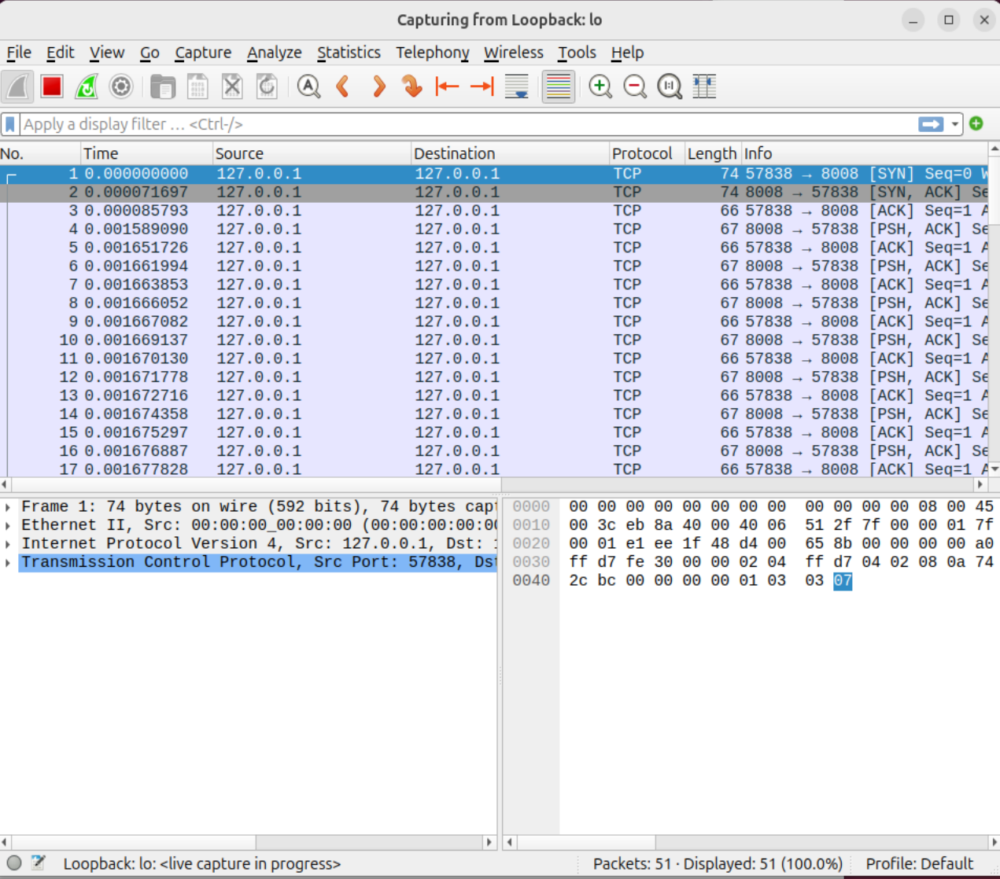 Capturing from Loopback: lo
File Edit View Go Capture Analyze Statistics Telephony Wireless Tools Help
Apply a display filter … <Ctrl-/>
No. Time Source Destination Protocol Length Info
1 0.000000000 127.0.0.1 127.0.0.1 TCP 74 57838 → 8008 [SYN] Seq=0 W
2 0.000071697 127.0.0.1 127.0.0.1 TCP 74 8008 → 57838 [SYN, ACK] Se
3 0.000085793 127.0.0.1 127.0.0.1 TCP 66 57838 → 8008 [ACK] Seq=1 A
4 0.001589090 127.0.0.1 127.0.0.1 TCP 67 8008 → 57838 [PSH, ACK] Se
5 0.001651726 127.0.0.1 127.0.0.1 TCP 66 57838 → 8008 [ACK] Seq=1 A
6 0.001661994 127.0.0.1 127.0.0.1 TCP 67 8008 → 57838 [PSH, ACK] Se
7 0.001663853 127.0.0.1 127.0.0.1 TCP 66 57838 → 8008 [ACK] Seq=1 A
8 0.001666052 127.0.0.1 127.0.0.1 TCP 67 8008 → 57838 [PSH, ACK] Se
9 0.001667082 127.0.0.1 127.0.0.1 TCP 66 57838 → 8008 [ACK] Seq=1 A
10 0.001669137 127.0.0.1 127.0.0.1 TCP 67 8008 → 57838 [PSH, ACK] Se
11 0.001670130 127.0.0.1 127.0.0.1 TCP 66 57838 → 8008 [ACK] Seq=1 A
12 0.001671778 127.0.0.1 127.0.0.1 TCP 67 8008 → 57838 [PSH, ACK] Se
13 0.001672716 127.0.0.1 127.0.0.1 TCP 66 57838 → 8008 [ACK] Seq=1 A
14 0.001674358 127.0.0.1 127.0.0.1 TCP 67 8008 → 57838 [PSH, ACK] Se
15 0.001675297 127.0.0.1 127.0.0.1 TCP 66 57838 → 8008 [ACK] Seq=1 A
16 0.001676887 127.0.0.1 127.0.0.1 TCP 67 8008 → 57838 [PSH, ACK] Se
17 0.001677828 127.0.0.1 127.0.0.1 TCP 66 57838 → 8008 [ACK] Seq=1 A
Frame 1: 74 bytes on wire (592 bits), 74 bytes capt
Ethernet II, Src: 00:00:00_00:00:00 (00:00:00:00:00
Internet Protocol Version 4, Src: 127.0.0.1, Dst: 1
Transmission Control Protocol, Src Port: 57838, Dst
0000 00 00 00 00 00 00 00 00 00 00 00 00 08 00 45
0010 00 3c eb 8a 40 00 40 06 51 2f 7f 00 00 01 7f
0020 00 01 e1 ee 1f 48 d4 00 65 8b 00 00 00 00 a0
0030 ff d7 fe 30 00 00 02 04 ff d7 04 02 08 0a 74
0040 2c bc 00 00 00 00 01 03 03 07
Loopback: lo: <live capture in progress> Packets: 51 · Displayed: 51 (100.0%) Profile: Default